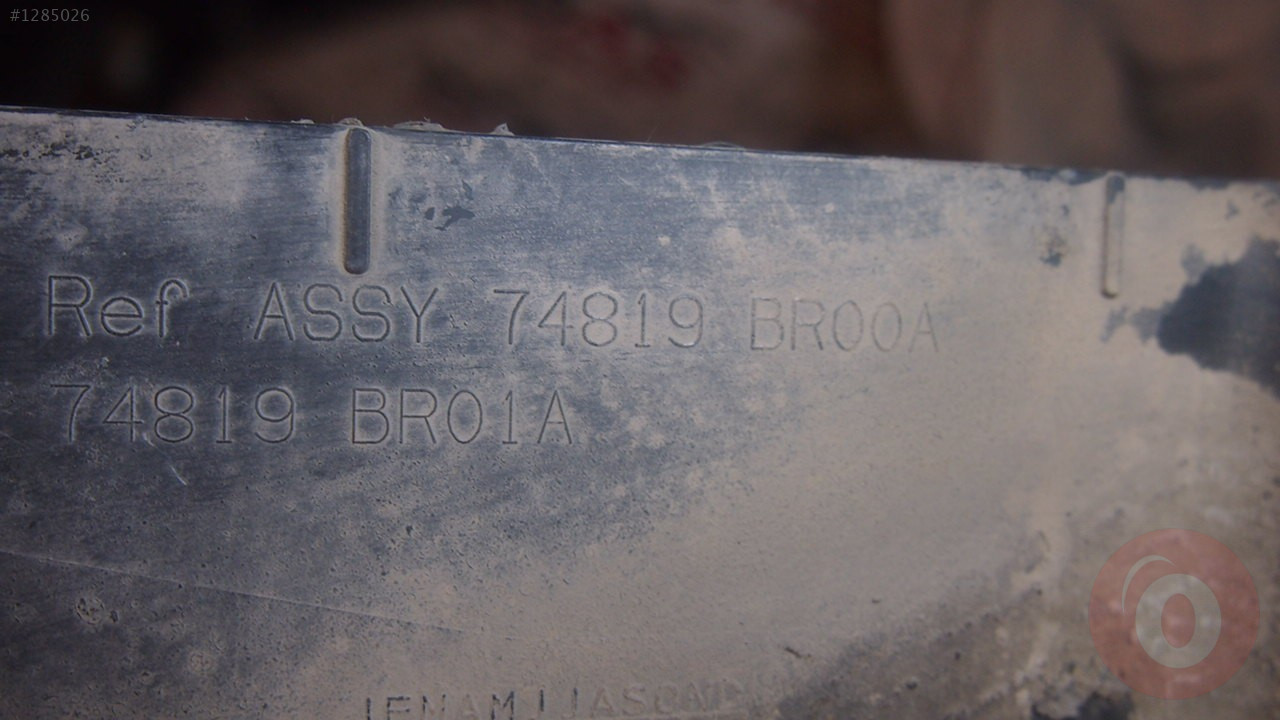 #1285026
Ref ASSY 74819 BR00A
74819 BR01A